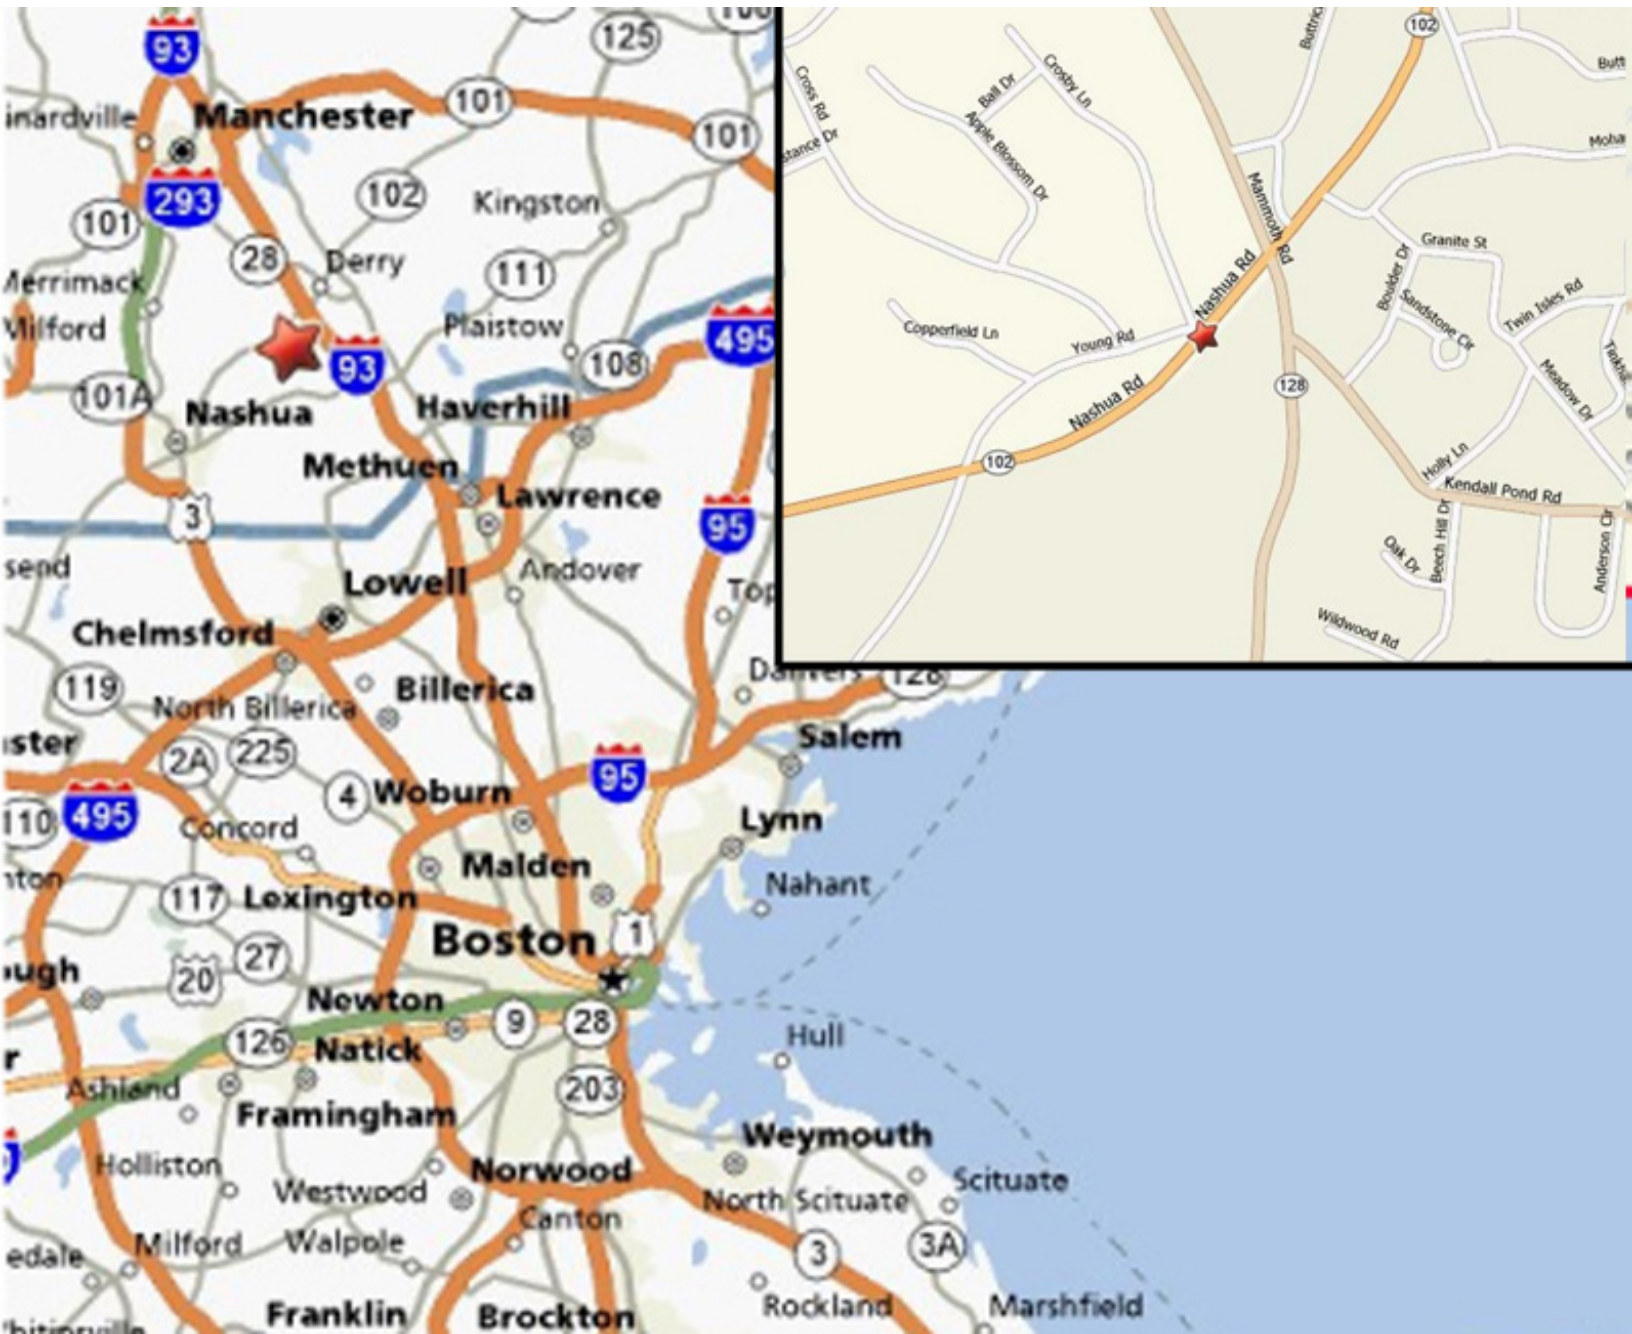 93
125
Manchester
101
101
293
102
Kingston
101
28
Derry
111
Merrimack
Milford
Plaistow
495
93
108
101A
Nashua
Haverhill
Methuen
Lawrence
3
95
Andover
Lowell
Chelmsford
119
North Billerica
Billerica
Danvers
128
Salem
2A
225
95
4
Woburn
495
110
Concord
Lynn
Malden
Nahant
117
Lexington
Boston
1
27
20
Newton
9
28
Hull
126
Natick
203
Ashland
Framingham
Weymouth
Holliston
Westwood
Norwood
North Scituate
Scituate
Canton
Milford
Walpole
3
3A
Franklin
Brockton
Rockland
Marshfield
102
Cross Rd
Ball Dr
Crosby Ln
Apple Blossom Dr
Mammoth Rd
Nashua Rd
Granite St
Boulder Dr
Sandstone Cir
Twin Isles Rd
Copperfield Ln
Young Rd
Meadow Dr
128
Nashua Rd
102
Holly Ln
Kendall Pond Rd
Beech Hill Dr
Oak Dr
Anderson Cir
Wildwood Rd